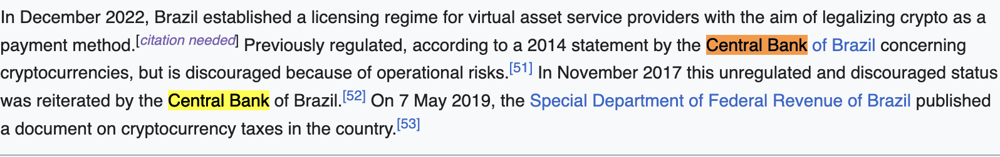 In December 2022, Brazil established a licensing regime for virtual asset service providers with the aim of legalizing crypto as a
payment method.[citation needed] Previously regulated, according to a 2014 statement by the Central Bank of Brazil concerning
cryptocurrencies, but is discouraged because of operational risks.[51] In November 2017 this unregulated and discouraged status
was reiterated by the Central Bank of Brazil.[52] On 7 May 2019, the Special Department of Federal Revenue of Brazil published
a document on cryptocurrency taxes in the country.[53]